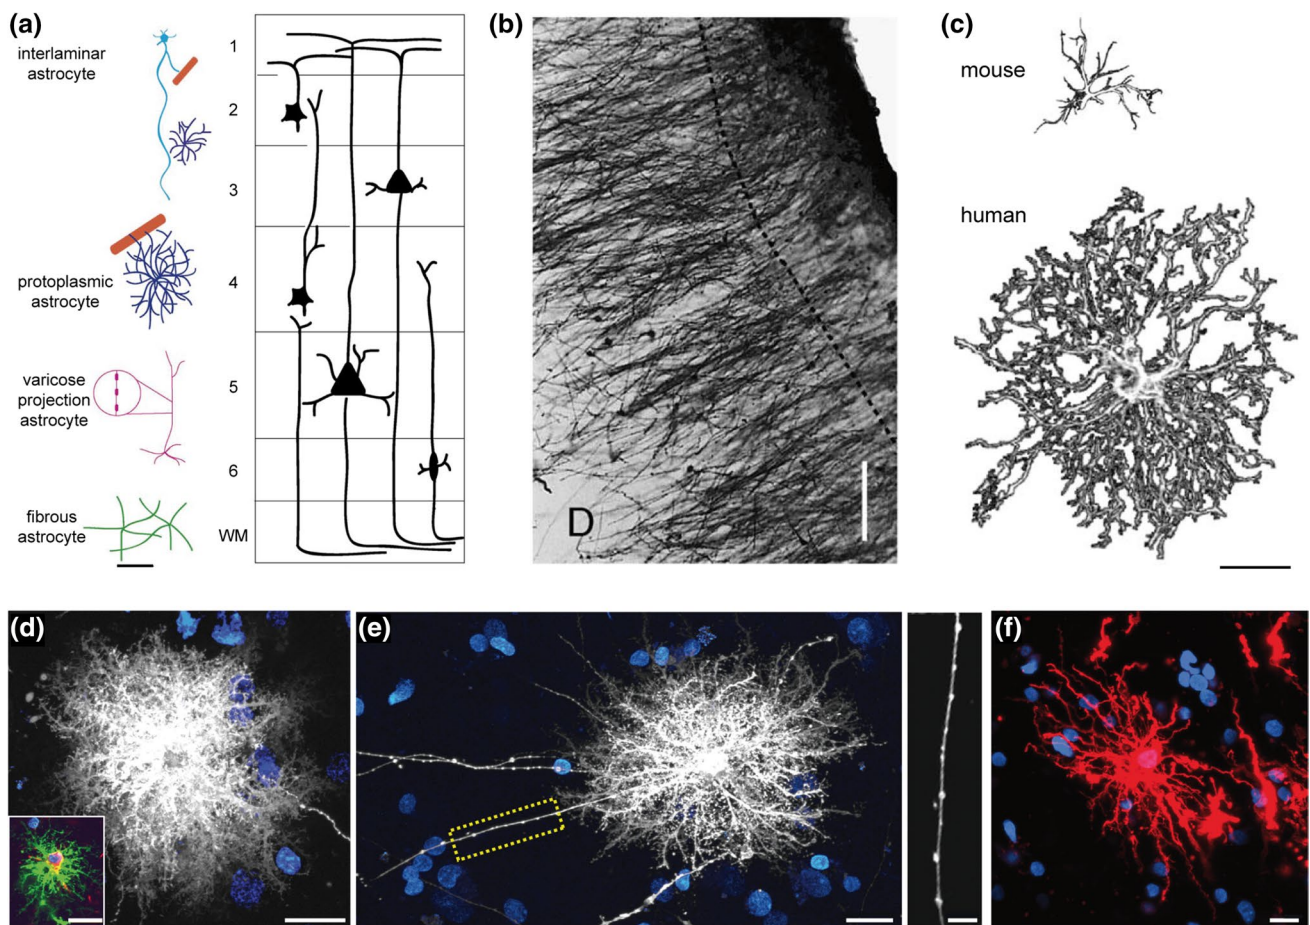 (a)
interlaminar
astrocyte
protoplasmic
astrocyte
varicose
projection
astrocyte
fibrous
astrocyte
1
2
3
4
5
6
WM
(b)
D
(c)
mouse
human
(d)
(e)
(f)